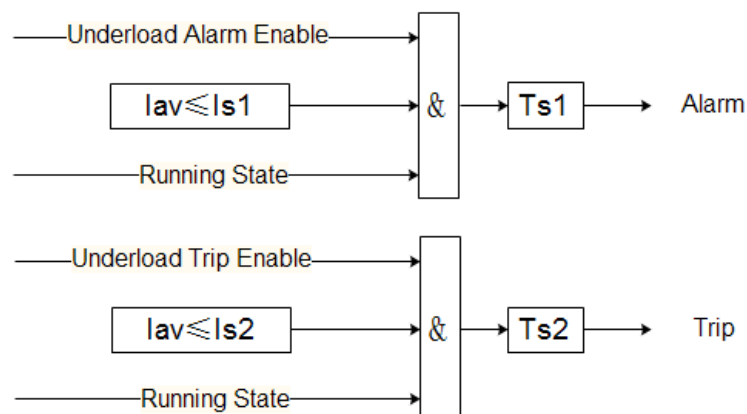 Underload Alarm Enable
Iav≤Is1
&
Ts1
Alarm
Running State
Underload Trip Enable
Iav≤Is2
&
Ts2
Trip
Running State